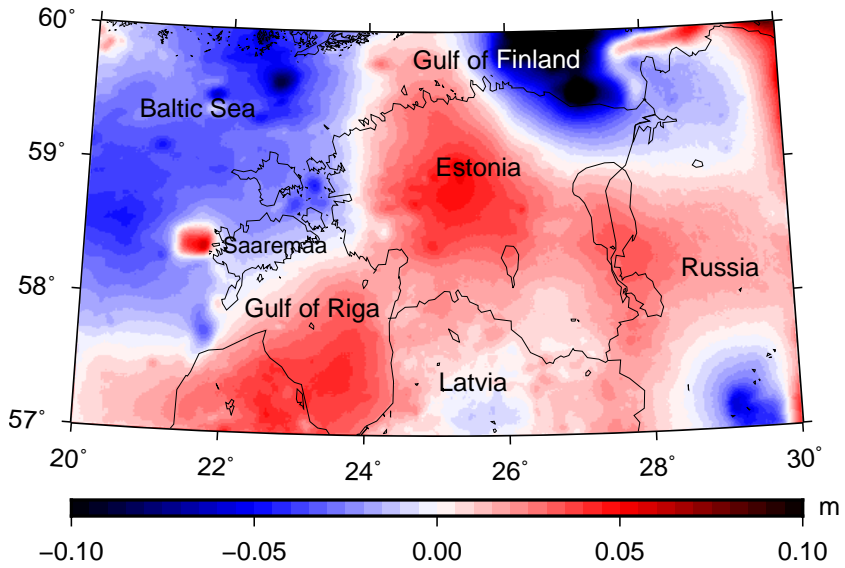 60˚
Gulf of Finland
Baltic Sea
59˚
Estonia
Saaremaa
Russia
58˚
Gulf of Riga
Latvia
57˚
20˚ 22˚ 24˚ 26˚ 28˚ 30˚
m
−0.10 −0.05 0.00 0.05 0.10